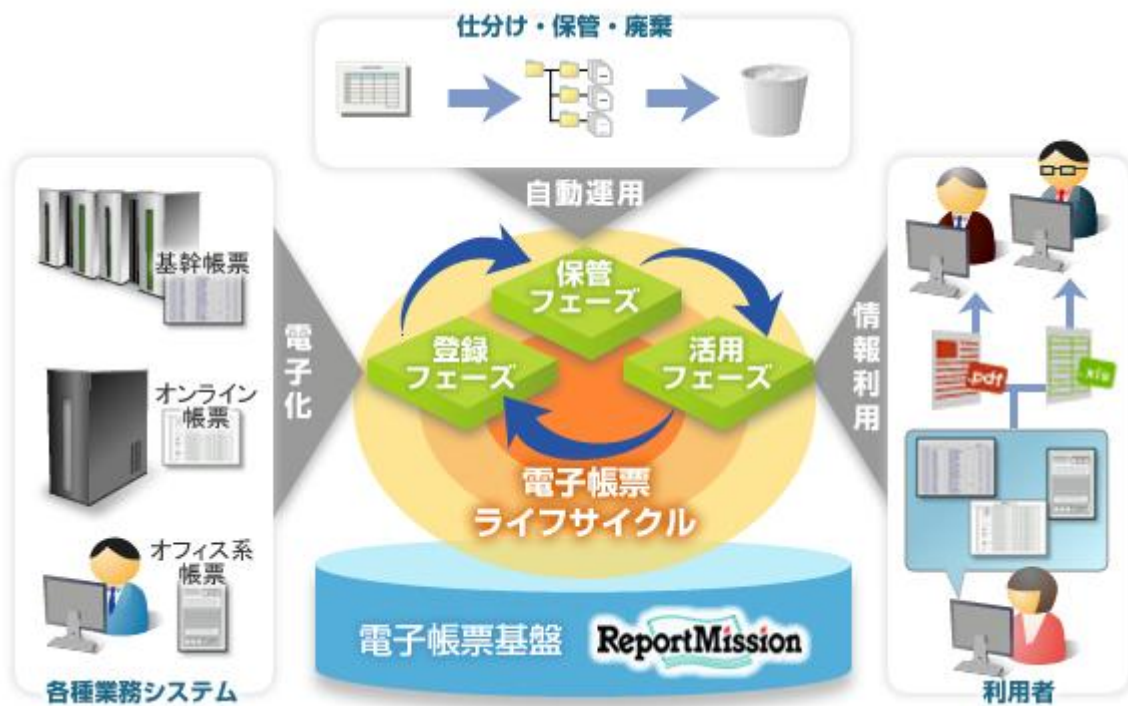 仕分け・保管・廃棄
自動運用
基幹帳票
オンライン
帳票
オフィス系
帳票
各種業務システム
電子化
保管
フェーズ
登録
フェーズ
活用
フェーズ
電子帳票
ライフサイクル
電子帳票基盤 ReportMission
情報利用
.pdf
.xls
利用者